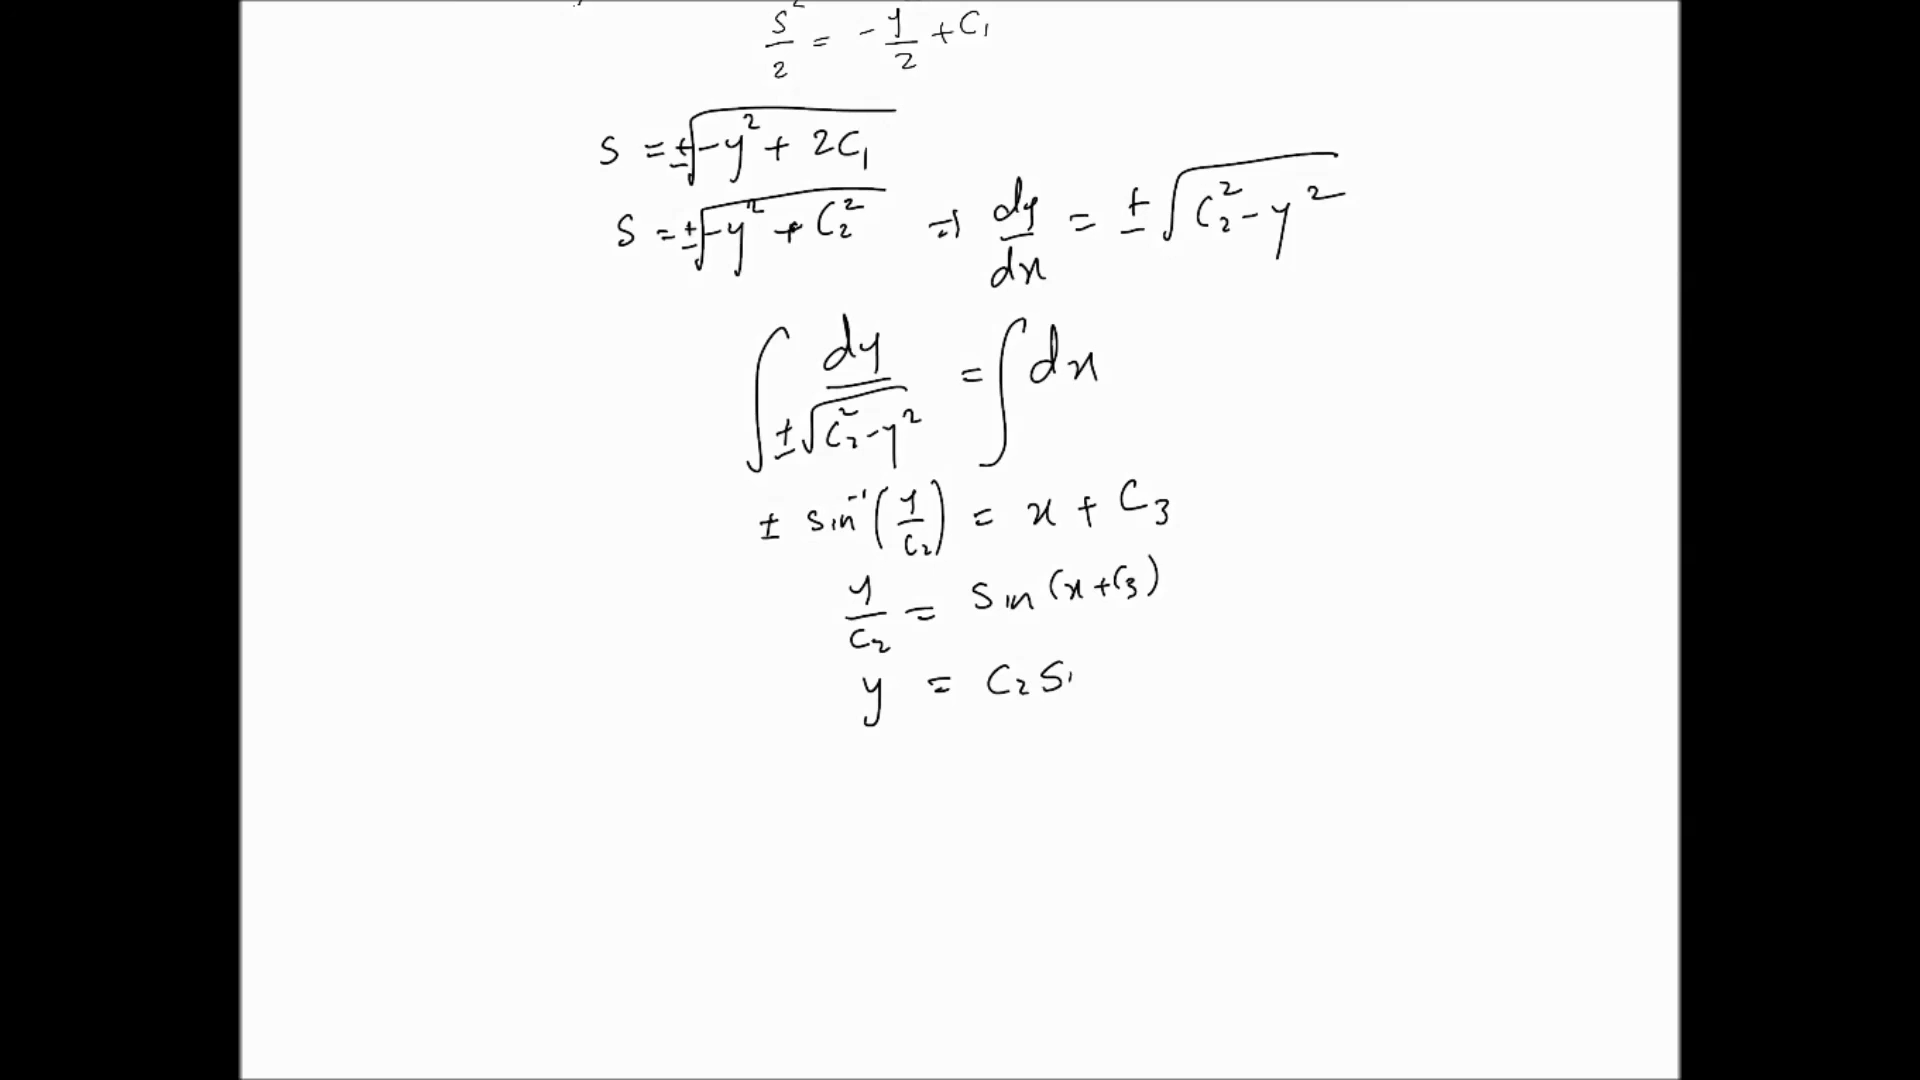 s²/2 = -y/2 + C₁
s = ±√(-y² + 2C₁)
s = ±√(-y² + C₂²) ⇒ dy/dx = ±√(C₂² - y²)
∫ dy/±√(C₂² - y²) = ∫ dx
± sin⁻¹(y/C₂) = x + C₃
y/C₂ = sin(x + C₃)
y = C₂ Si